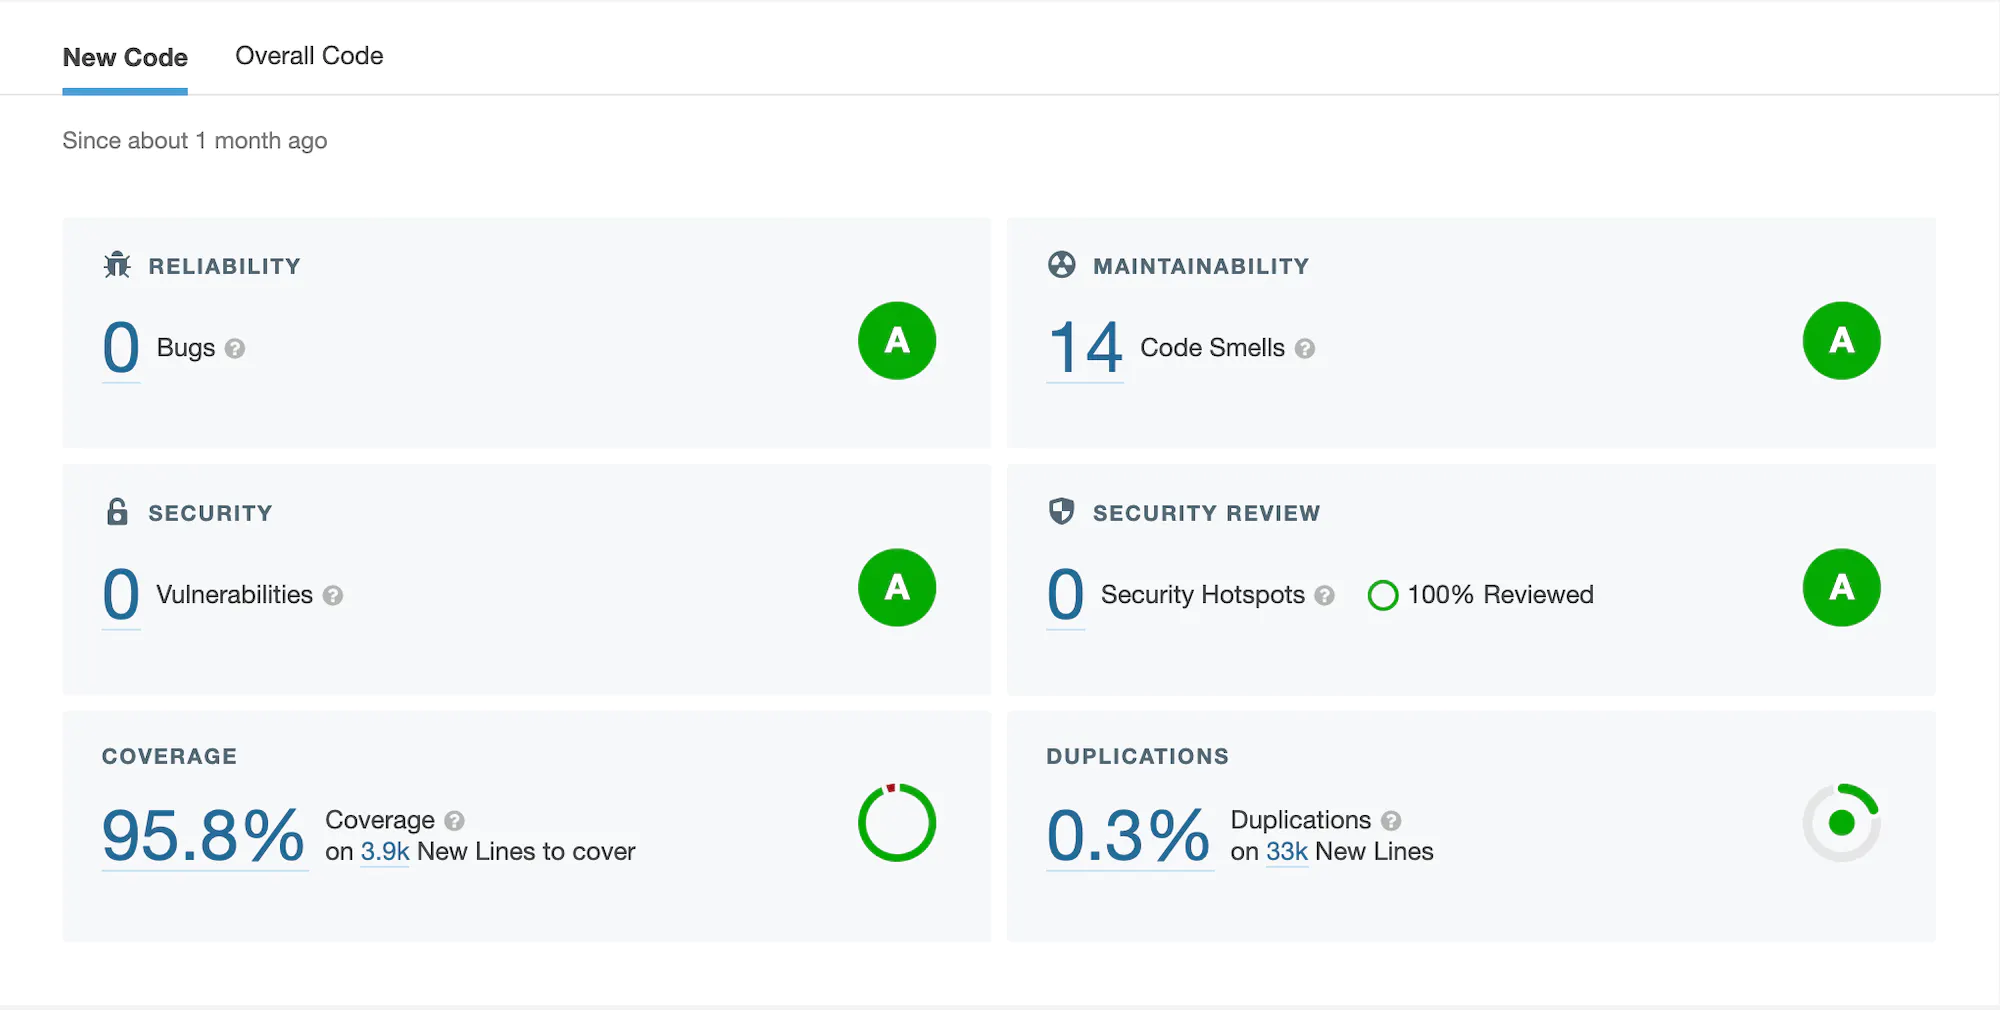 New Code Overall Code
Since about 1 month ago
RELIABILITY
0 Bugs ?
A
MAINTAINABILITY
14 Code Smells ?
A
SECURITY
0 Vulnerabilities ?
A
SECURITY REVIEW
0 Security Hotspots ? 100% Reviewed
A
COVERAGE
95.8% Coverage ?
on 3.9k New Lines to cover
DUPLICATIONS
0.3% Duplications ?
on 33k New Lines